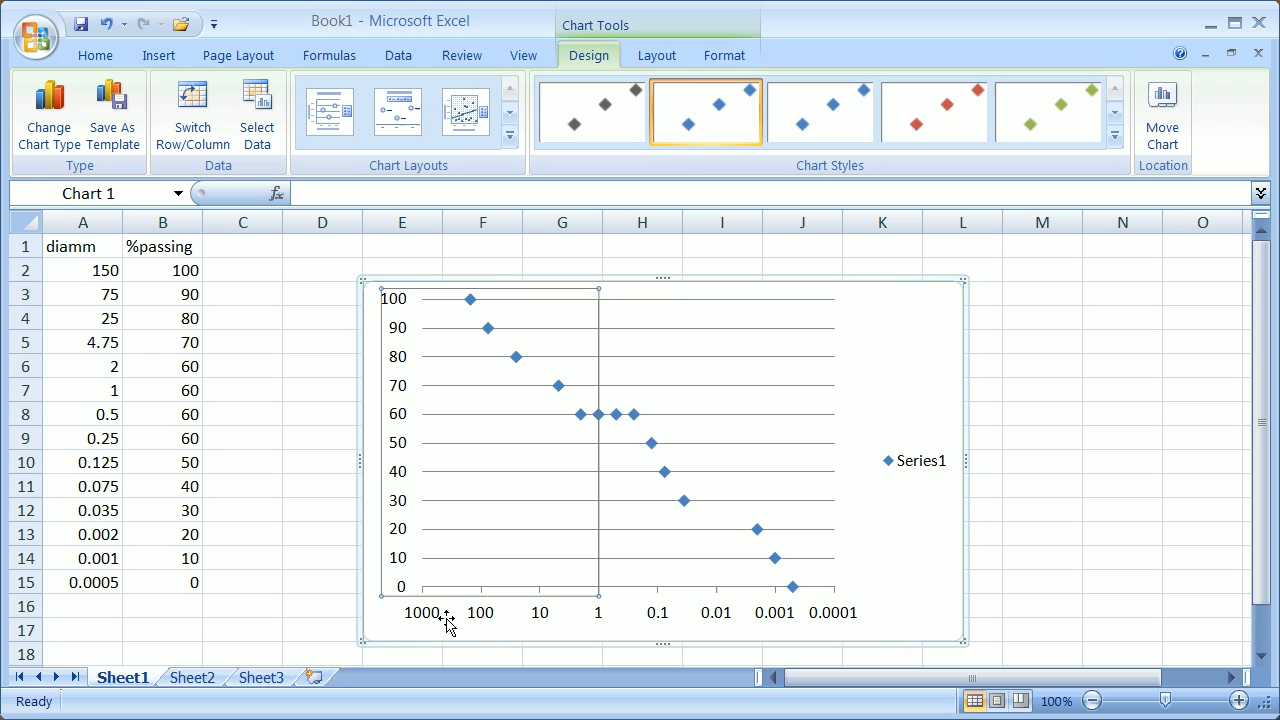 Book1 - Microsoft Excel
Chart Tools
Home Insert Page Layout Formulas Data Review View Design Layout Format
Change Chart Type
Save As Template
Switch Row/Column
Select Data
Move Chart
Type Data Chart Layouts Chart Styles Location
Chart 1 fx
A B C D E F G H I J K L M N O
1 diamm %passing
2 150 100
3 75 90
4 25 80
5 4.75 70
6 2 60
7 1 60
8 0.5 60
9 0.25 60
10 0.125 50
11 0.075 40
12 0.035 30
13 0.002 20
14 0.001 10
15 0.0005 0
16
17
18
100
90
80
70
60
50
40
30
20
10
0
1000 100 10 1 0.1 0.01 0.001 0.0001
Series1
Sheet1 Sheet2 Sheet3
Ready 100%